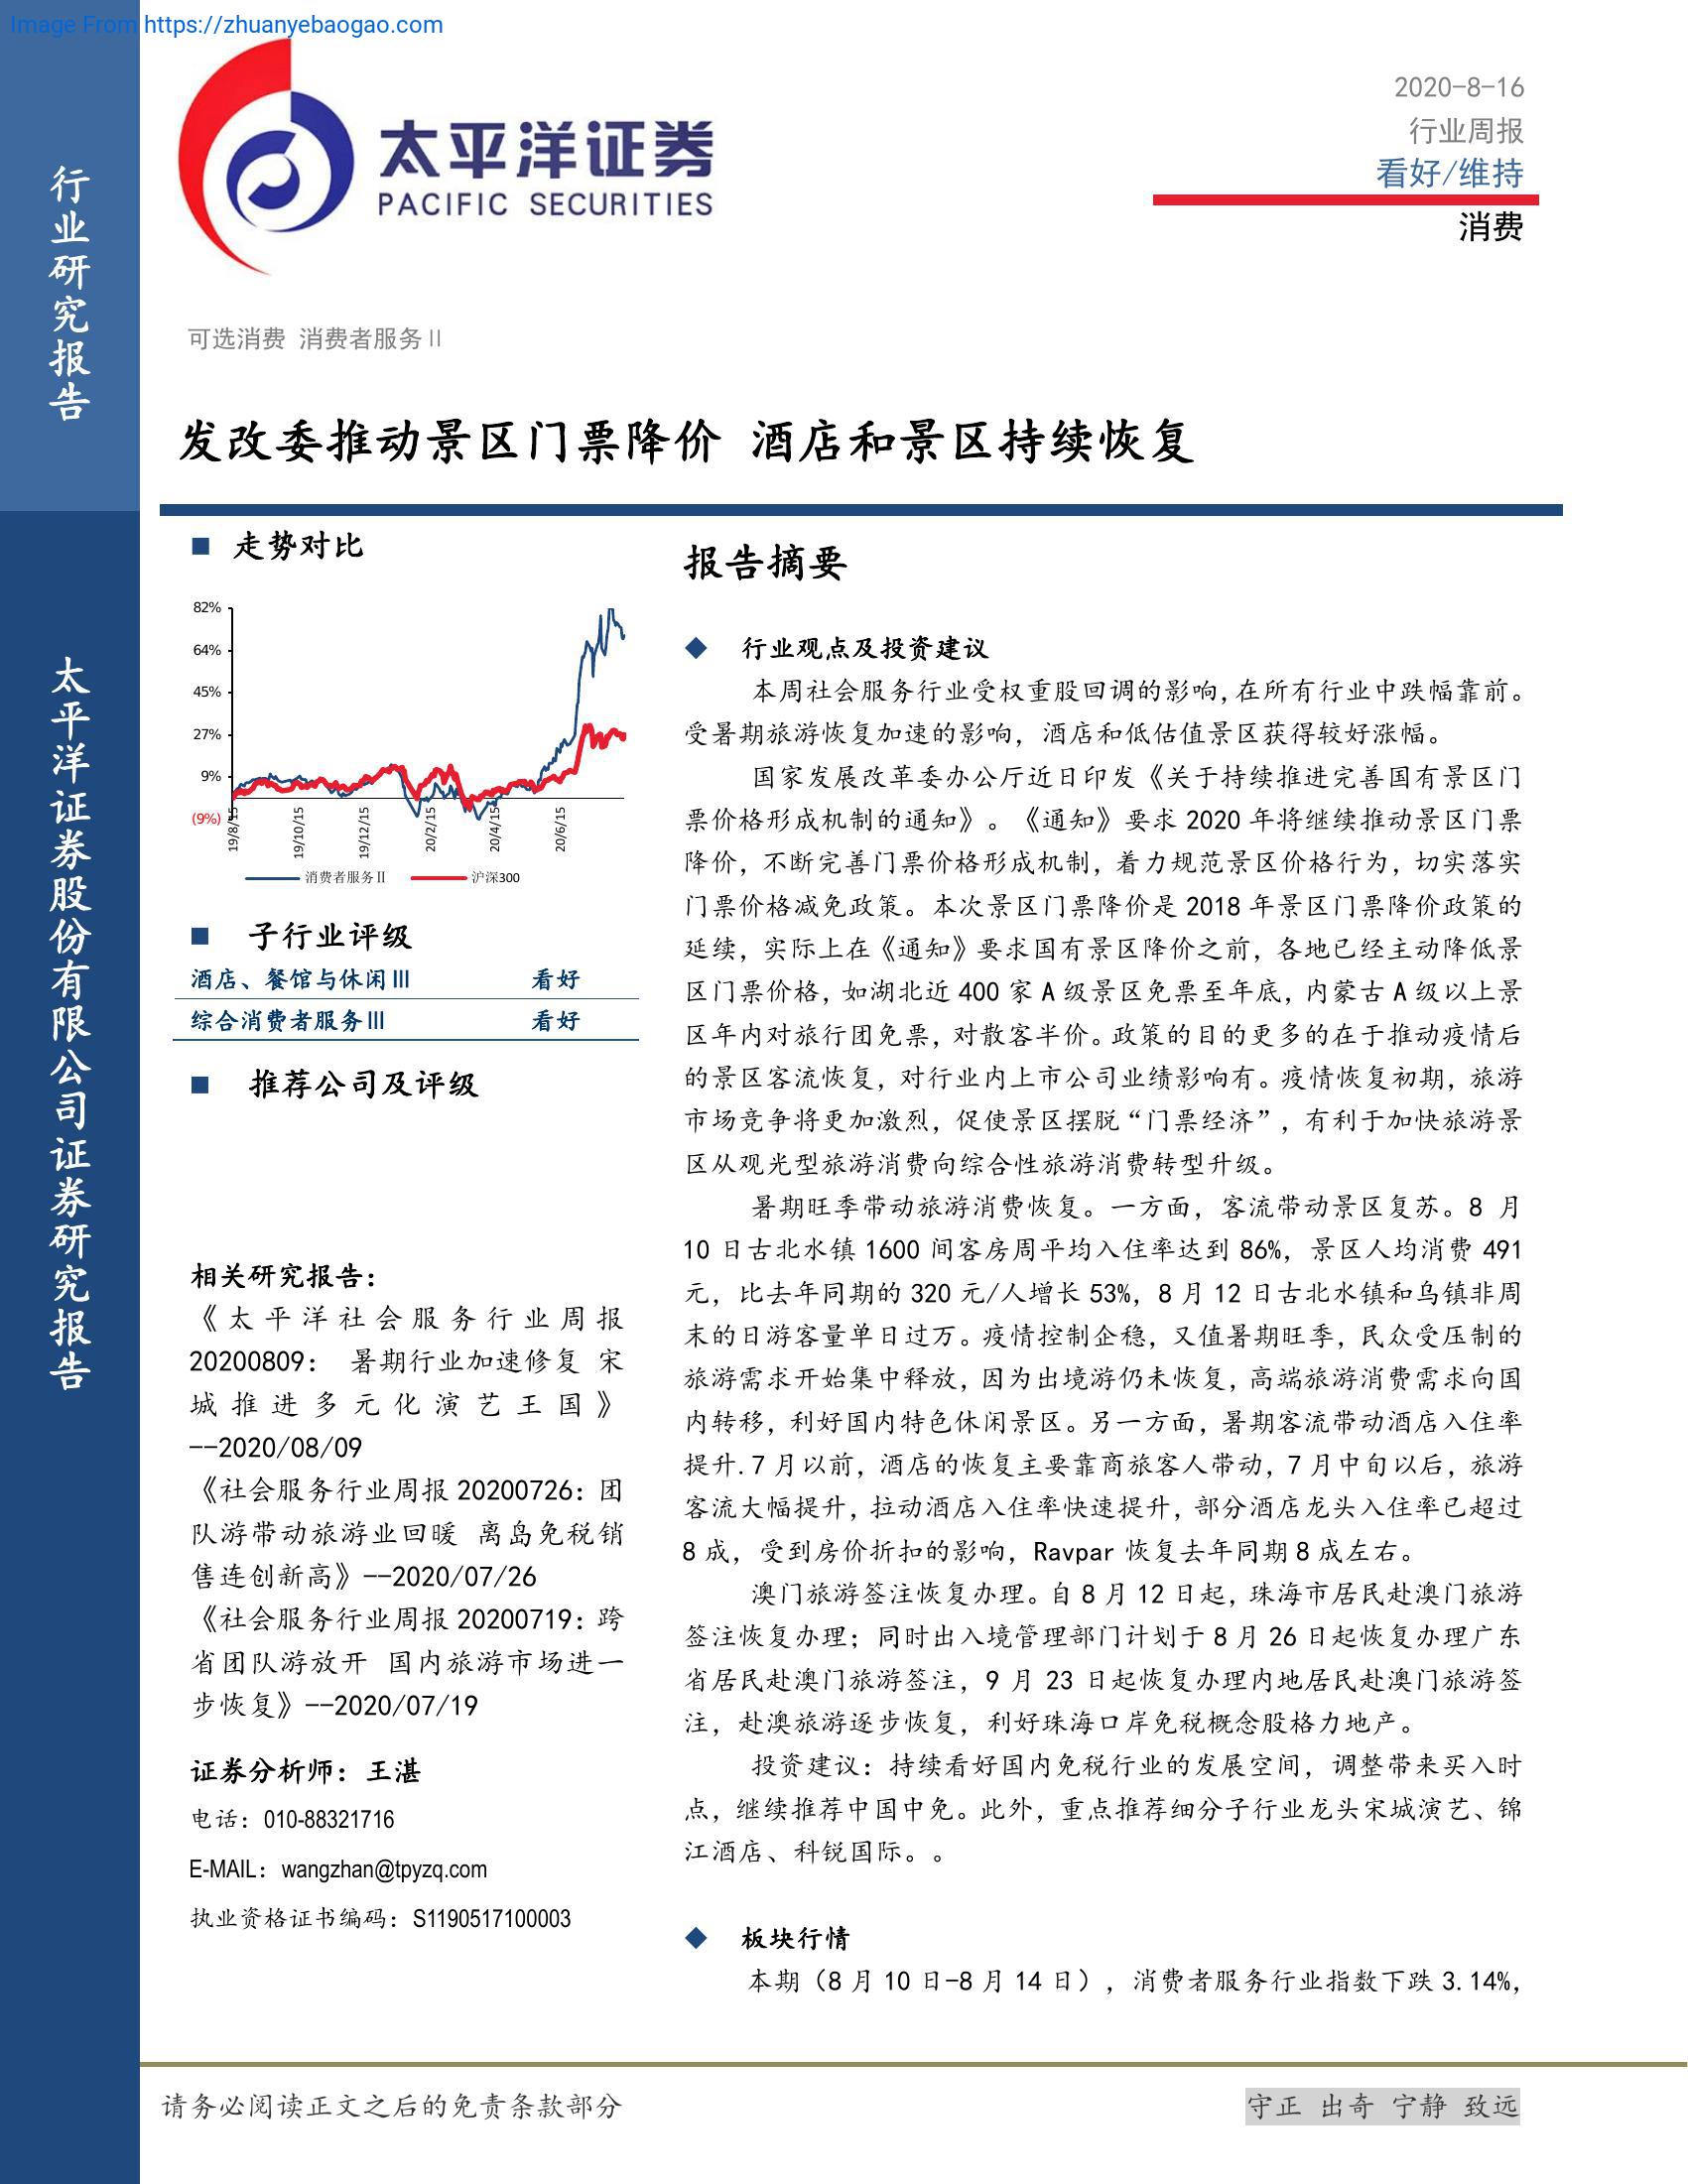 Image From https://zhuanyebaogao.com
2020-8-16
行业周报
看好/维持
消费
太平洋证券
PACIFIC SECURITIES
行业研究报告
太平洋证券股份有限公司证券研究报告
可选消费 消费者服务Ⅱ
发改委推动景区门票降价 酒店和景区持续恢复
■ 走势对比
82%
64%
45%
27%
9%
(9%)
19/8/15
19/10/15
19/12/15
20/2/15
20/4/15
20/6/15
消费者服务Ⅱ
沪深300
■ 子行业评级
酒店、餐馆与休闲Ⅲ 看好
综合消费者服务Ⅲ 看好
■ 推荐公司及评级
相关研究报告：
《太平洋社会服务行业周报
20200809： 暑期行业加速修复 宋
城推进多元化演艺王国》
--2020/08/09
《社会服务行业周报 20200726：团
队游带动旅游业回暖 离岛免税销
售连创新高》--2020/07/26
《社会服务行业周报 20200719：跨
省团队游放开 国内旅游市场进一
步恢复》--2020/07/19
证券分析师：王湛
电话：010-88321716
E-MAIL：wangzhan@tpyzq.com
执业资格证书编码：S1190517100003
报告摘要
◆ 行业观点及投资建议
本周社会服务行业受权重股回调的影响，在所有行业中跌幅靠前。
受暑期旅游恢复加速的影响，酒店和低估值景区获得较好涨幅。
国家发展改革委办公厅近日印发《关于持续推进完善国有景区门
票价格形成机制的通知》。《通知》要求 2020 年将继续推动景区门票
降价，不断完善门票价格形成机制，着力规范景区价格行为，切实落实
门票价格减免政策。本次景区门票降价是 2018 年景区门票降价政策的
延续，实际上在《通知》要求国有景区降价之前，各地已经主动降低景
区门票价格，如湖北近 400 家 A 级景区免票至年底，内蒙古 A 级以上景
区年内对旅行团免票，对散客半价。政策的目的更多的在于推动疫情后
的景区客流恢复，对行业内上市公司业绩影响有。疫情恢复初期，旅游
市场竞争将更加激烈，促使景区摆脱“门票经济”，有利于加快旅游景
区从观光型旅游消费向综合性旅游消费转型升级。
暑期旺季带动旅游消费恢复。一方面，客流带动景区复苏。8 月
10 日古北水镇 1600 间客房周平均入住率达到 86%，景区人均消费 491
元，比去年同期的 320 元/人增长 53%，8 月 12 日古北水镇和乌镇非周
末的日游客量单日过万。疫情控制企稳，又值暑期旺季，民众受压制的
旅游需求开始集中释放，因为出境游仍未恢复，高端旅游消费需求向国
内转移，利好国内特色休闲景区。另一方面，暑期客流带动酒店入住率
提升.7 月以前，酒店的恢复主要靠商旅客人带动，7 月中旬以后，旅游
客流大幅提升，拉动酒店入住率快速提升，部分酒店龙头入住率已超过
8 成，受到房价折扣的影响，Ravpar 恢复去年同期 8 成左右。
澳门旅游签注恢复办理。自 8 月 12 日起，珠海市居民赴澳门旅游
签注恢复办理；同时出入境管理部门计划于 8 月 26 日起恢复办理广东
省居民赴澳门旅游签注，9 月 23 日起恢复办理内地居民赴澳门旅游签
注，赴澳旅游逐步恢复，利好珠海口岸免税概念股格力地产。
投资建议：持续看好国内免税行业的发展空间，调整带来买入时
点，继续推荐中国中免。此外，重点推荐细分子行业龙头宋城演艺、锦
江酒店、科锐国际。。
◆ 板块行情
本期（8 月 10 日-8 月 14 日），消费者服务行业指数下跌 3.14%，
请务必阅读正文之后的免责条款部分
守正 出奇 宁静 致远